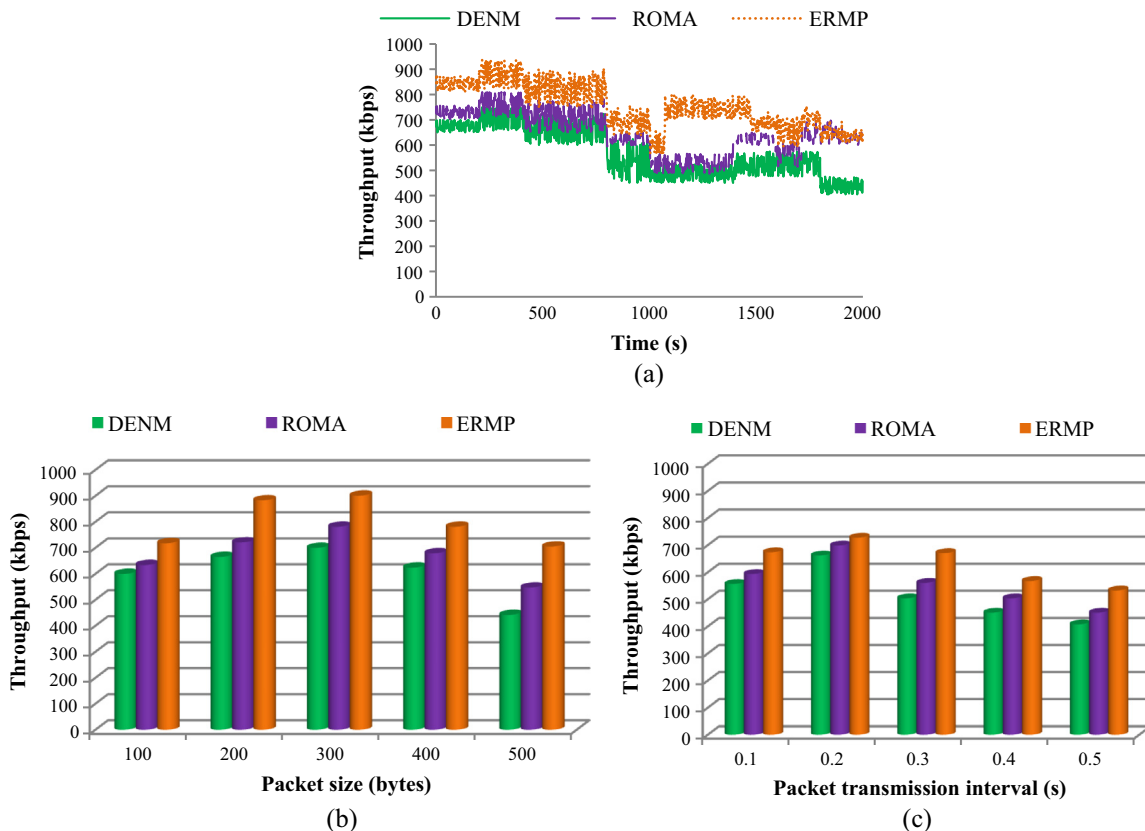 DENM ROMA ERMP
1000
900
800
700
600
500
400
300
200
100
0
Throughput (kbps)
0 500 1000 1500 2000
Time (s)
(a)
DENM ROMA ERMP
1000
900
800
700
600
500
400
300
200
100
0
Throughput (kbps)
100 200 300 400 500
Packet size (bytes)
(b)
DENM ROMA ERMP
1000
900
800
700
600
500
400
300
200
100
0
Throughput (kbps)
0.1 0.2 0.3 0.4 0.5
Packet transmission interval (s)
(c)